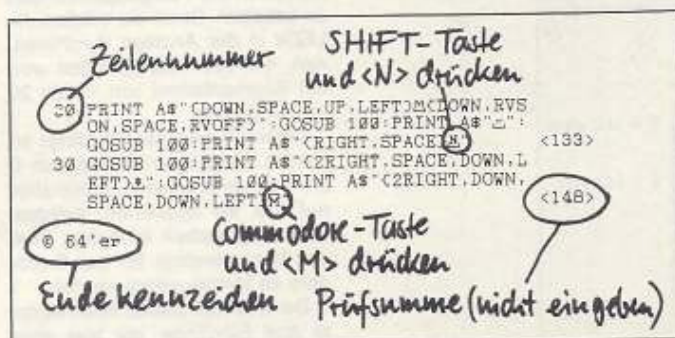 Zeilennummer
SHIFT-Taste
und <N> drücken
20 PRINT A$"(DOWN,SPACE,UP,LEFT)M(DOWN,RVS
ON,SPACE,RVOFF)":GOSUB 100:PRINT A$"":
GOSUB 100:PRINT A$"(RIGHT,SPACE)N" <133>
30 GOSUB 100:PRINT A$"(2RIGHT,SPACE,DOWN,L
EFT)":GOSUB 100:PRINT A$"(2RIGHT,DOWN,
SPACE,DOWN,LEFT)M" <148>
© 64'er
Commodore-Taste
und <M> drücken
Endekennzeichen
Prüfsumme (nicht eingeben)